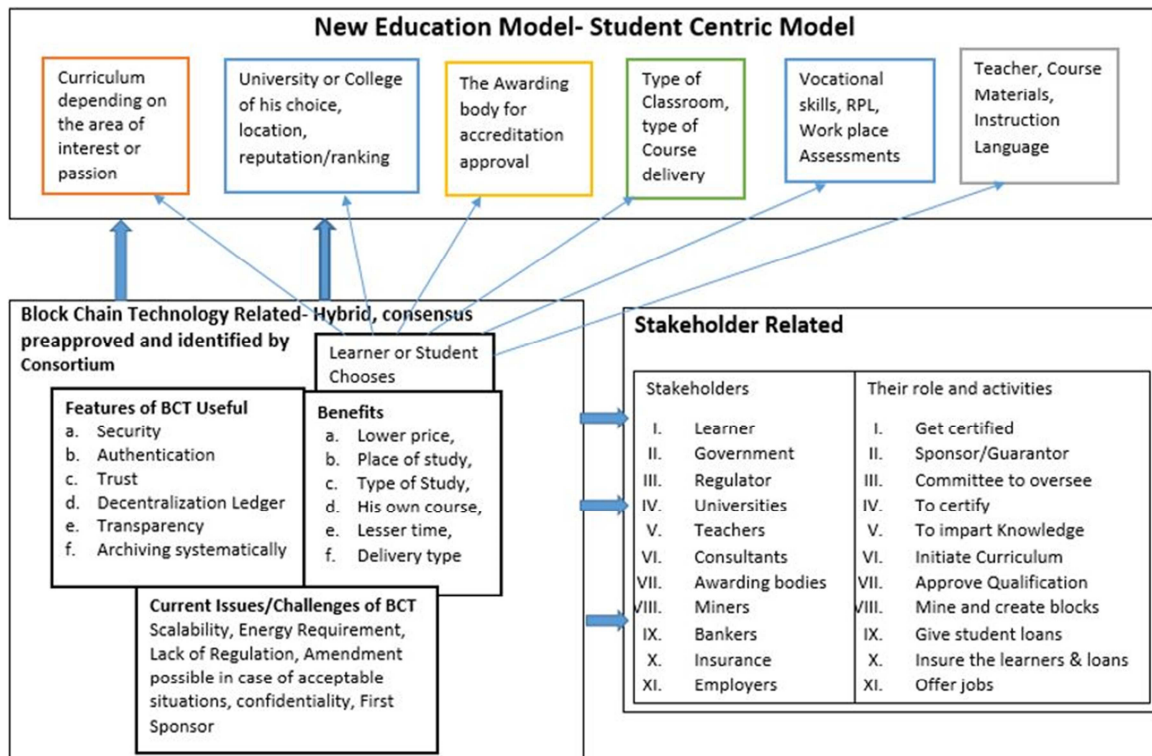 New Education Model- Student Centric Model
Curriculum
depending on
the area of
interest or
passion
University or College
of his choice,
location,
reputation/ranking
The Awarding
body for
accreditation
approval
Type of
Classroom,
type of
Course
delivery
Vocational
skills, RPL,
Work place
Assessments
Teacher, Course
Materials,
Instruction
Language
Block Chain Technology Related- Hybrid, consensus
preapproved and identified by
Consortium
Learner or Student
Chooses
Features of BCT Useful
a. Security
b. Authentication
c. Trust
d. Decentralization Ledger
e. Transparency
f. Archiving systematically
Benefits
a. Lower price,
b. Place of study,
c. Type of Study,
d. His own course,
e. Lesser time,
f. Delivery type
Current Issues/Challenges of BCT
Scalability, Energy Requirement,
Lack of Regulation, Amendment
possible in case of acceptable
situations, confidentiality, First
Sponsor
Stakeholder Related
Stakeholders
I. Learner
II. Government
III. Regulator
IV. Universities
V. Teachers
VI. Consultants
VII. Awarding bodies
VIII. Miners
IX. Bankers
X. Insurance
XI. Employers
Their role and activities
I. Get certified
II. Sponsor/Guarantor
III. Committee to oversee
IV. To certify
V. To impart Knowledge
VI. Initiate Curriculum
VII. Approve Qualification
VIII. Mine and create blocks
IX. Give student loans
X. Insure the learners & loans
XI. Offer jobs